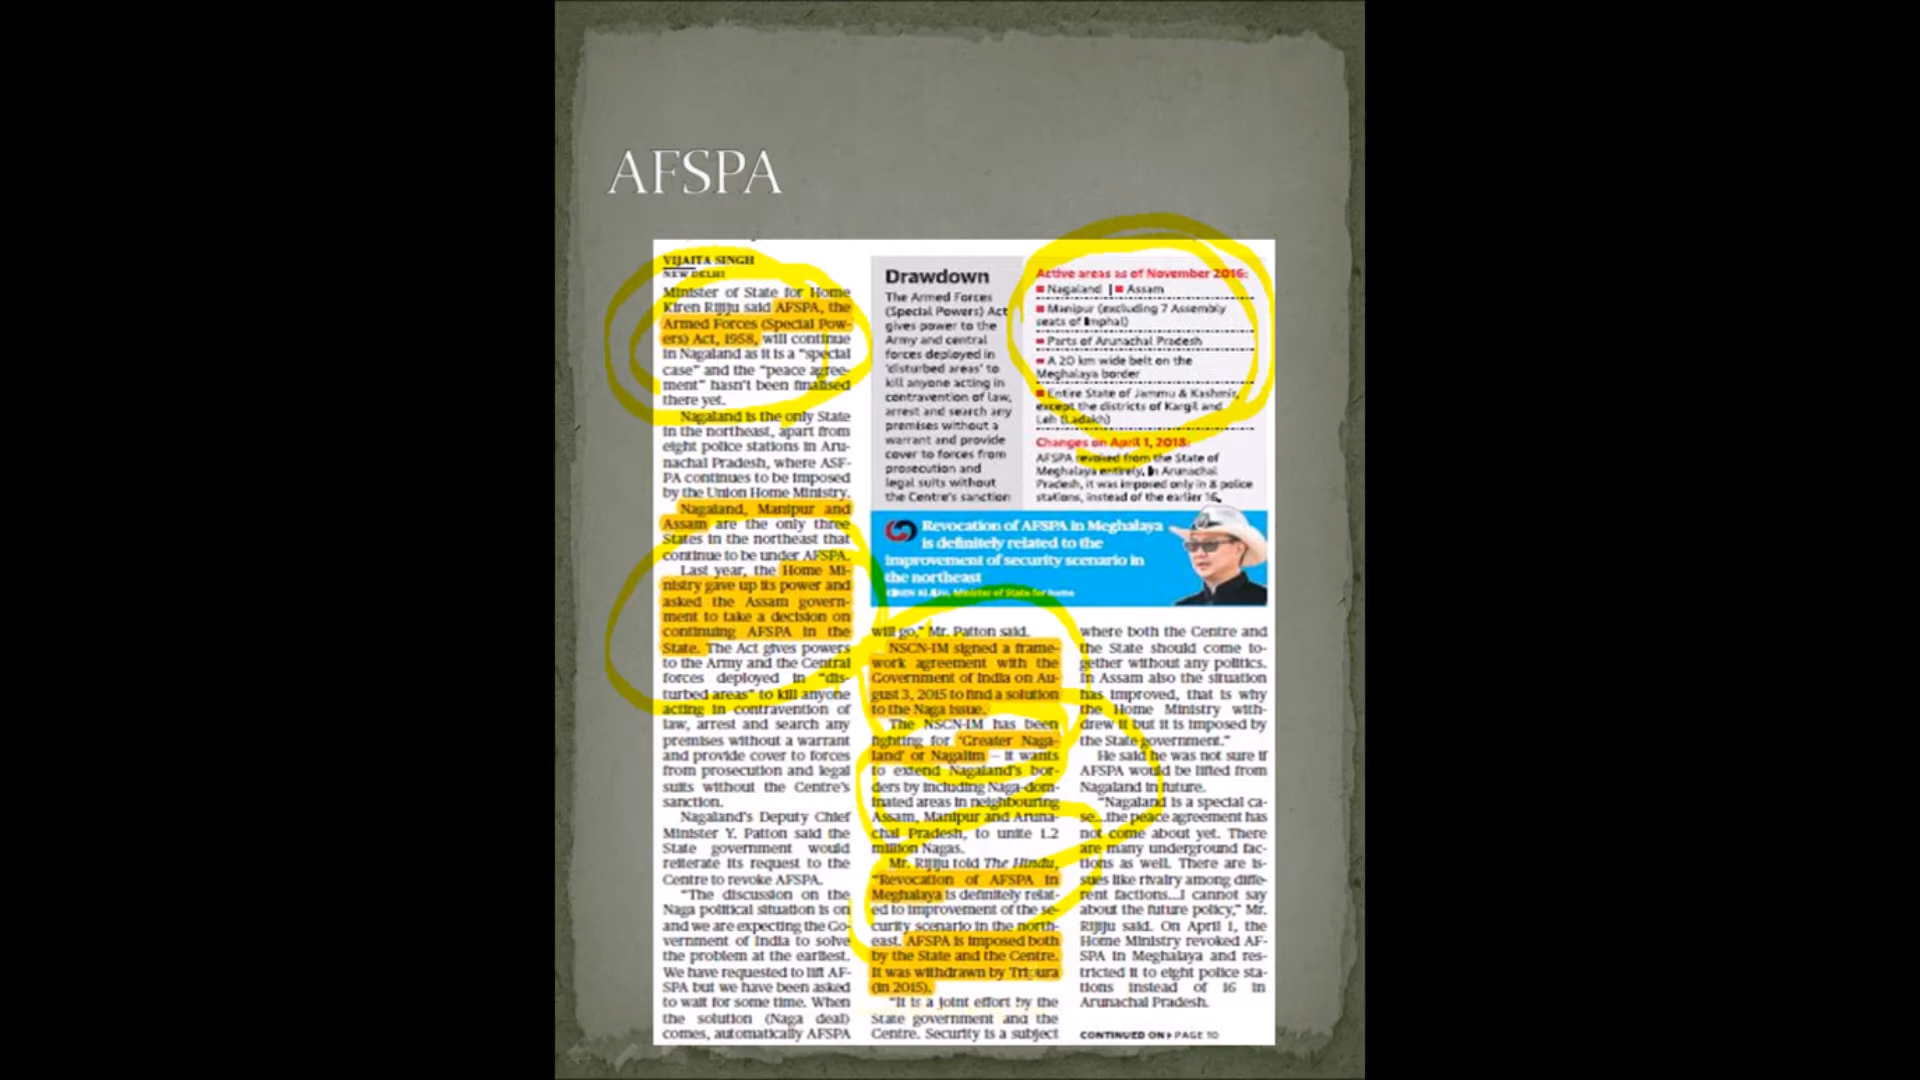 AFSPA
VIJAITA SINGH
NEW DELHI
Minister of State for Home
Kiren Rijiju said AFSPA, the
Armed Forces (Special Pow-
ers) Act, 1958, will continue
in Nagaland as it is a “special
case” and the “peace agree-
ment” hasn’t been finalised
there yet.
Nagaland is the only State
in the northeast, apart from
eight police stations in Aru-
nachal Pradesh, where ASF-
PA continues to be imposed
by the Union Home Ministry.
Nagaland, Manipur and
Assam are the only three
States in the northeast that
continue to be under AFSPA.
Last year, the Home Mi-
nistry gave up its power and
asked the Assam govern-
ment to take a decision on
continuing AFSPA in the
State. The Act gives powers
to the Army and the Central
forces deployed in “dis-
turbed areas” to kill anyone
acting in contravention of
law, arrest and search any
premises without a warrant
and provide cover to forces
from prosecution and legal
suits without the Centre’s
sanction.
Nagaland’s Deputy Chief
Minister Y. Patton said the
State government would
reiterate its request to the
Centre to revoke AFSPA.
“The discussion on the
Naga political situation is on
and we are expecting the Go-
vernment of India to solve
the problem at the earliest.
We have requested to lift AF-
SPA but we have been asked
to wait for some time. When
the solution (Naga deal)
comes, automatically AFSPA
Drawdown
The Armed Forces
(Special Powers) Act
gives power to the
Army and central
forces deployed in
‘disturbed areas’ to
kill anyone acting in
contravention of law,
arrest and search any
premises without a
warrant and provide
cover to forces from
prosecution and
legal suits without
the Centre’s sanction
Active areas as of November 2016:
Nagaland | Assam
Manipur (excluding 7 Assembly
seats of Imphal)
Parts of Arunachal Pradesh
A 20 km wide belt on the
Meghalaya border
Entire State of Jammu & Kashmir,
except the districts of Kargil and
Leh (Ladakh)
Changes on April 1, 2018:
AFSPA revoked from the State of
Meghalaya entirely. In Arunachal
Pradesh, it was imposed only in 8 police
stations, instead of the earlier 16.
Revocation of AFSPA in Meghalaya
is definitely related to the
improvement of security scenario in
the northeast
KIREN RIJIJU, Minister of State for home
will go,” Mr. Patton said.
NSCN-IM signed a frame-
work agreement with the
Government of India on Au-
gust 3, 2015 to find a solution
to the Naga issue.
The NSCN-IM has been
fighting for ‘Greater Naga-
land’ or Nagalim — it wants
to extend Nagaland’s bor-
ders by including Naga-dom-
inated areas in neighbouring
Assam, Manipur and Aruna-
chal Pradesh, to unite 1.2
million Nagas.
Mr. Rijiju told The Hindu,
“Revocation of AFSPA in
Meghalaya is definitely relat-
ed to improvement of the se-
curity scenario in the north-
east. AFSPA is imposed both
by the State and the Centre.
It was withdrawn by Tripura
(in 2015).
“It is a joint effort by the
State government and the
Centre. Security is a subject
where both the Centre and
the State should come to-
gether without any politics.
In Assam also the situation
has improved, that is why
the Home Ministry with-
drew it but it is imposed by
the State government.”
He said he was not sure if
AFSPA would be lifted from
Nagaland in future.
“Nagaland is a special ca-
se...the peace agreement has
not come about yet. There
are many underground fac-
tions as well. There are is-
sues like rivalry among diffe-
rent factions...I cannot say
about the future policy,” Mr.
Rijiju said. On April 1, the
Home Ministry revoked AF-
SPA in Meghalaya and res-
tricted it to eight police sta-
tions instead of 16 in
Arunachal Pradesh.
CONTINUED ON ▸ PAGE 10